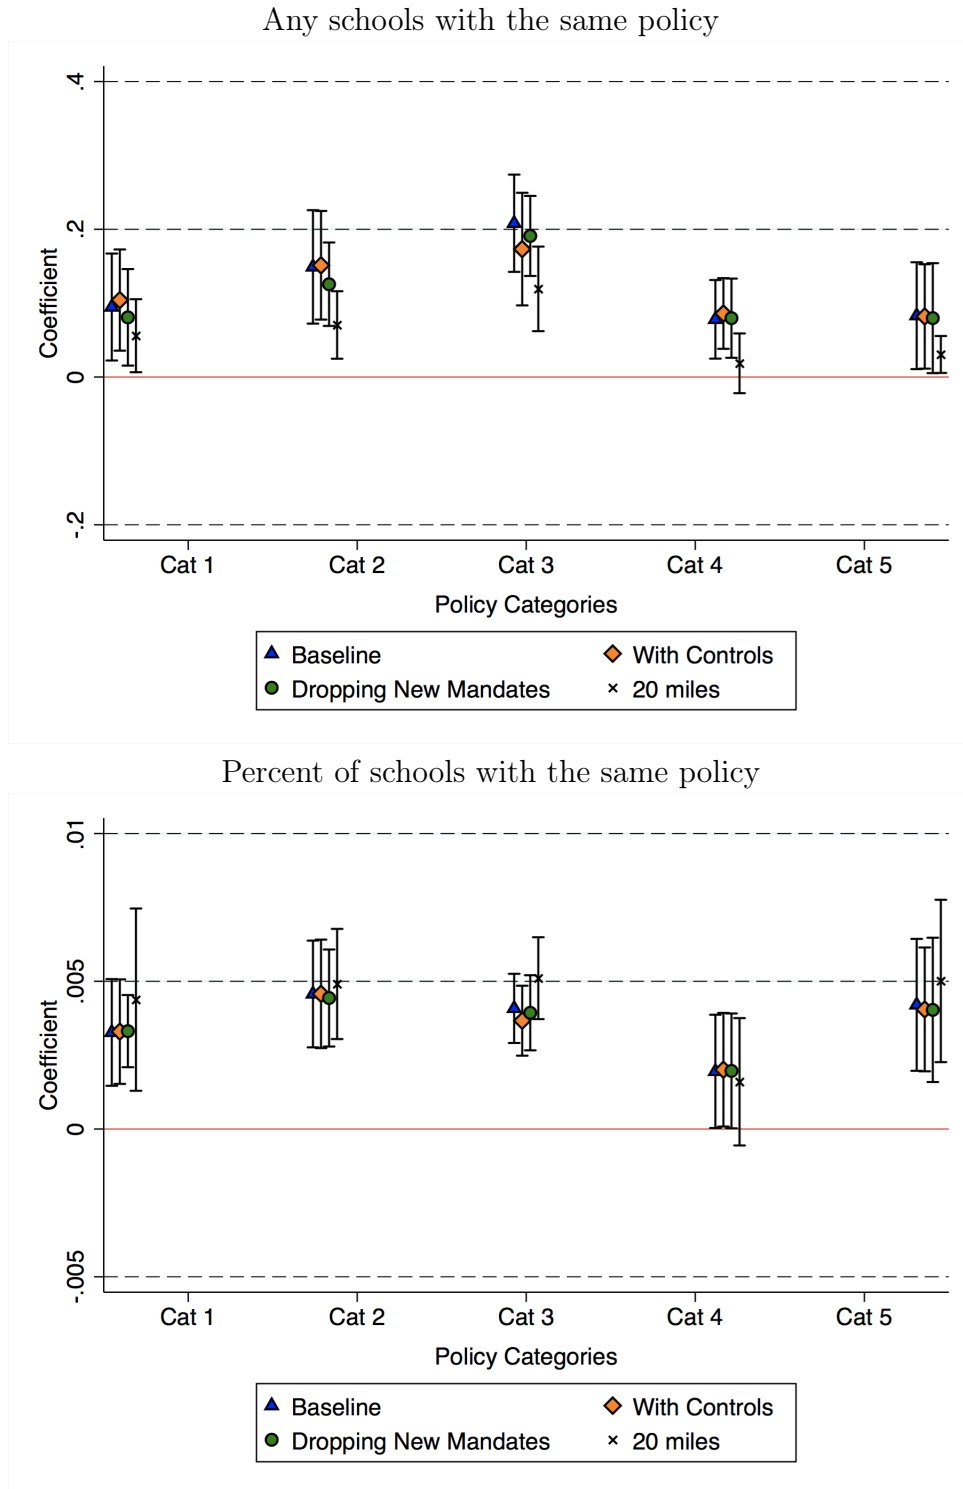 Any schools with the same policy
.4
.2
0
-.2
Coefficient
Cat 1 Cat 2 Cat 3 Cat 4 Cat 5
Policy Categories
Baseline With Controls
Dropping New Mandates 20 miles
Percent of schools with the same policy
.01
.005
0
-.005
Coefficient
Cat 1 Cat 2 Cat 3 Cat 4 Cat 5
Policy Categories
Baseline With Controls
Dropping New Mandates 20 miles